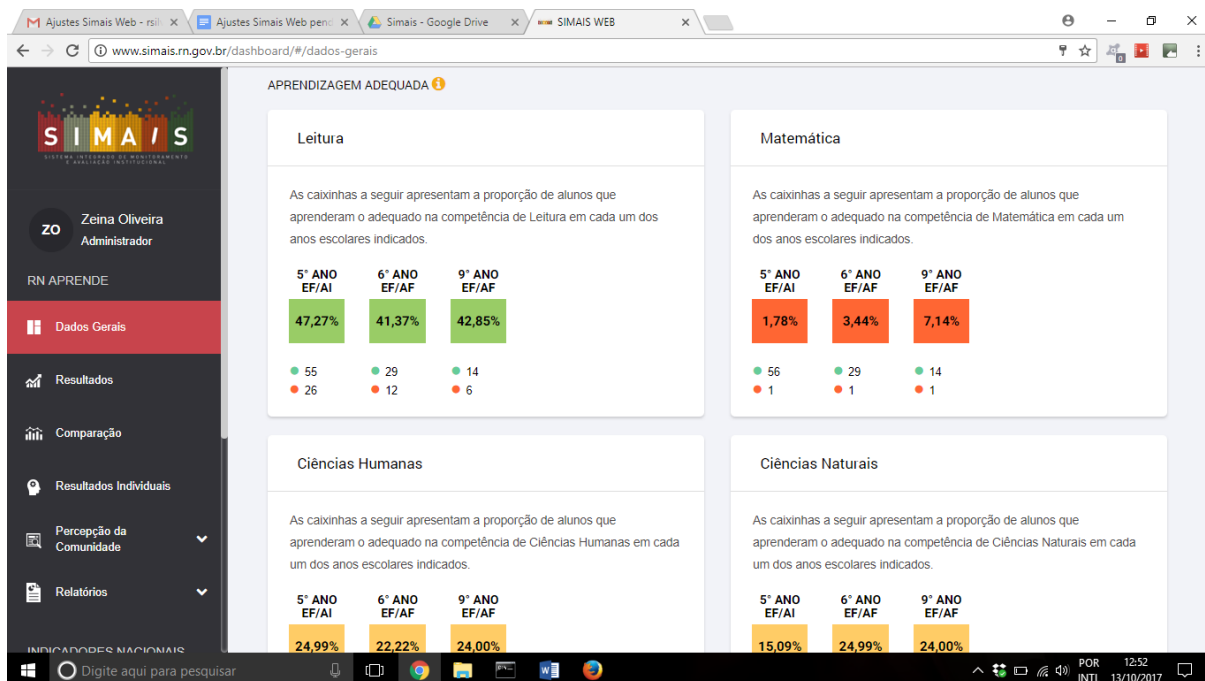 Ajustes Simais Web - rsil
Ajustes Simais Web pend
Simais - Google Drive
SIMAIS WEB
www.simais.rn.gov.br/dashboard/#/dados-gerais
0
SIMAIS
SISTEMA INTEGRADO DE MONITORAMENTO
E AVALIAÇÃO INSTITUCIONAL
ZO
Zeina Oliveira
Administrador
RN APRENDE
Dados Gerais
Resultados
Comparação
Resultados Individuais
Percepção da
Comunidade
Relatórios
INDICADORES NACIONAIS
APRENDIZAGEM ADEQUADA
Leitura
As caixinhas a seguir apresentam a proporção de alunos que
aprenderam o adequado na competência de Leitura em cada um dos
anos escolares indicados.
5° ANO 6° ANO 9° ANO
EF/AI EF/AF EF/AF
47,27% 41,37% 42,85%
55 29 14
26 12 6
Matemática
As caixinhas a seguir apresentam a proporção de alunos que
aprenderam o adequado na competência de Matemática em cada um
dos anos escolares indicados.
5° ANO 6° ANO 9° ANO
EF/AI EF/AF EF/AF
1,78% 3,44% 7,14%
56 29 14
1 1 1
Ciências Humanas
As caixinhas a seguir apresentam a proporção de alunos que
aprenderam o adequado na competência de Ciências Humanas em cada
um dos anos escolares indicados.
5° ANO 6° ANO 9° ANO
EF/AI EF/AF EF/AF
24,99% 22,22% 24,00%
Ciências Naturais
As caixinhas a seguir apresentam a proporção de alunos que
aprenderam o adequado na competência de Ciências Naturais em cada
um dos anos escolares indicados.
5° ANO 6° ANO 9° ANO
EF/AI EF/AF EF/AF
15,09% 24,99% 24,00%
Digite aqui para pesquisar
POR
INTL
12:52
13/10/2017